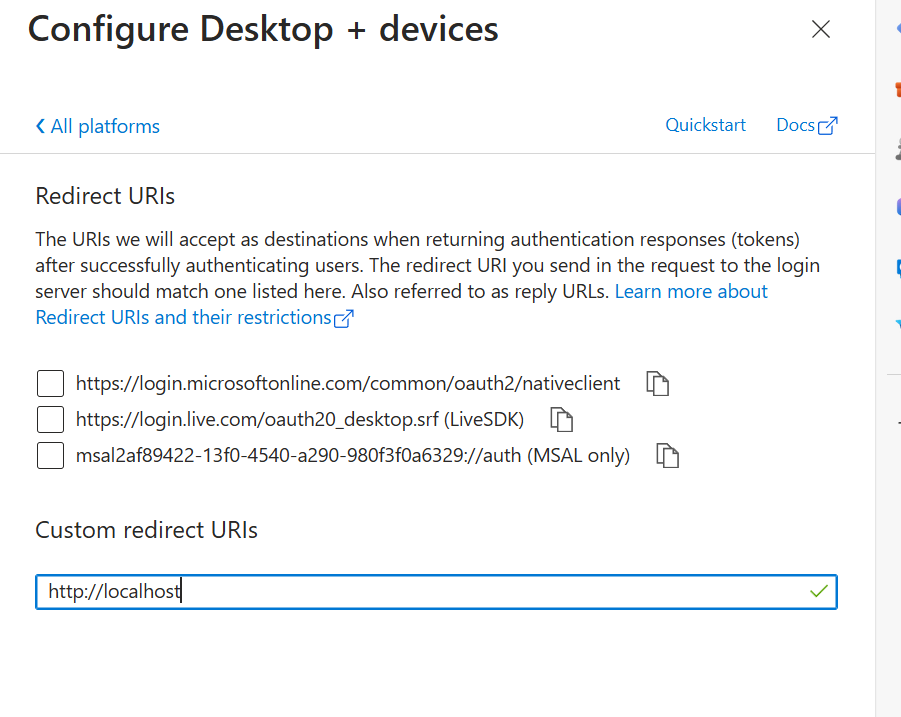 Configure Desktop + devices
All platforms
Quickstart
Docs
Redirect URIs
The URIs we will accept as destinations when returning authentication responses (tokens)
after successfully authenticating users. The redirect URI you send in the request to the login
server should match one listed here. Also referred to as reply URLs. Learn more about
Redirect URIs and their restrictions
https://login.microsoftonline.com/common/oauth2/nativeclient
https://login.live.com/oauth20_desktop.srf (LiveSDK)
msal2af89422-13f0-4540-a290-980f3f0a6329://auth (MSAL only)
Custom redirect URIs
http://localhost